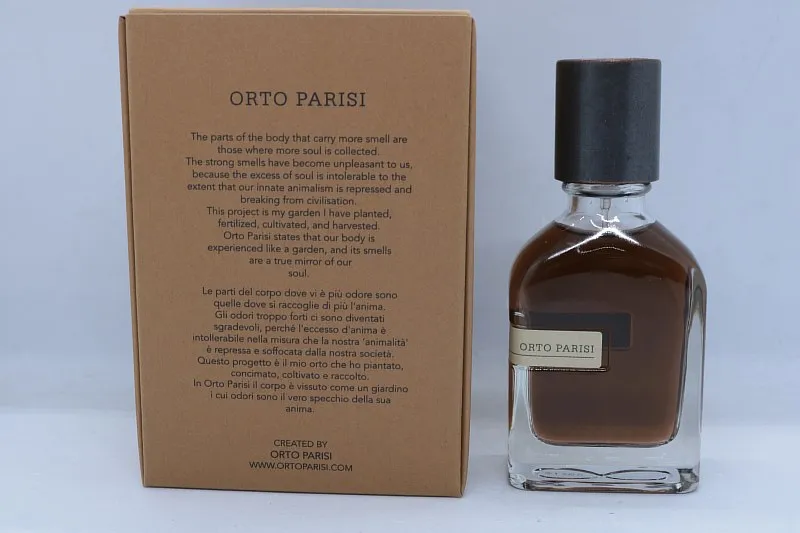 ORTO PARISI
The parts of the body that carry more smell are
those where more soul is collected.
The strong smells have become unpleasant to us,
because the excess of soul is intolerable to the
extent that our innate animalism is repressed and
breaking from civilisation.
This project is my garden I have planted,
fertilized, cultivated, and harvested.
Orto Parisi states that our body is
experienced like a garden, and its smells
are a true mirror of our
soul.
Le parti del corpo dove vi è più odore sono
quelle dove si raccoglie di più l'anima.
Gli odori troppo forti ci sono diventati
sgradevoli, perché l'eccesso d'anima è
intollerabile nella misura che la nostra 'animalità'
è repressa e soffocata dalla nostra società.
Questo progetto è il mio orto che ho piantato,
concimato, coltivato e raccolto.
In Orto Parisi il corpo è vissuto come un giardino
i cui odori sono il vero specchio della sua
anima.
CREATED BY
ORTO PARISI
WWW.ORTOPARISI.COM
ORTO PARISI